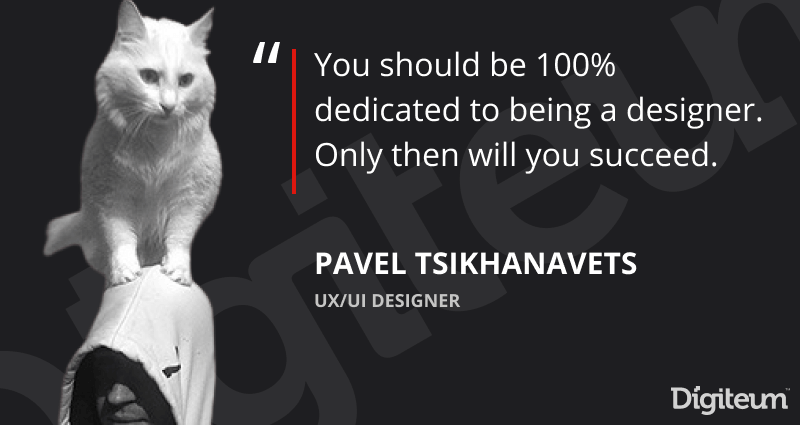 “
You should be 100%
dedicated to being a designer.
Only then will you succeed.
PAVEL TSIKHANAVETS
UX/UI DESIGNER
Digiteum™
Digiteum